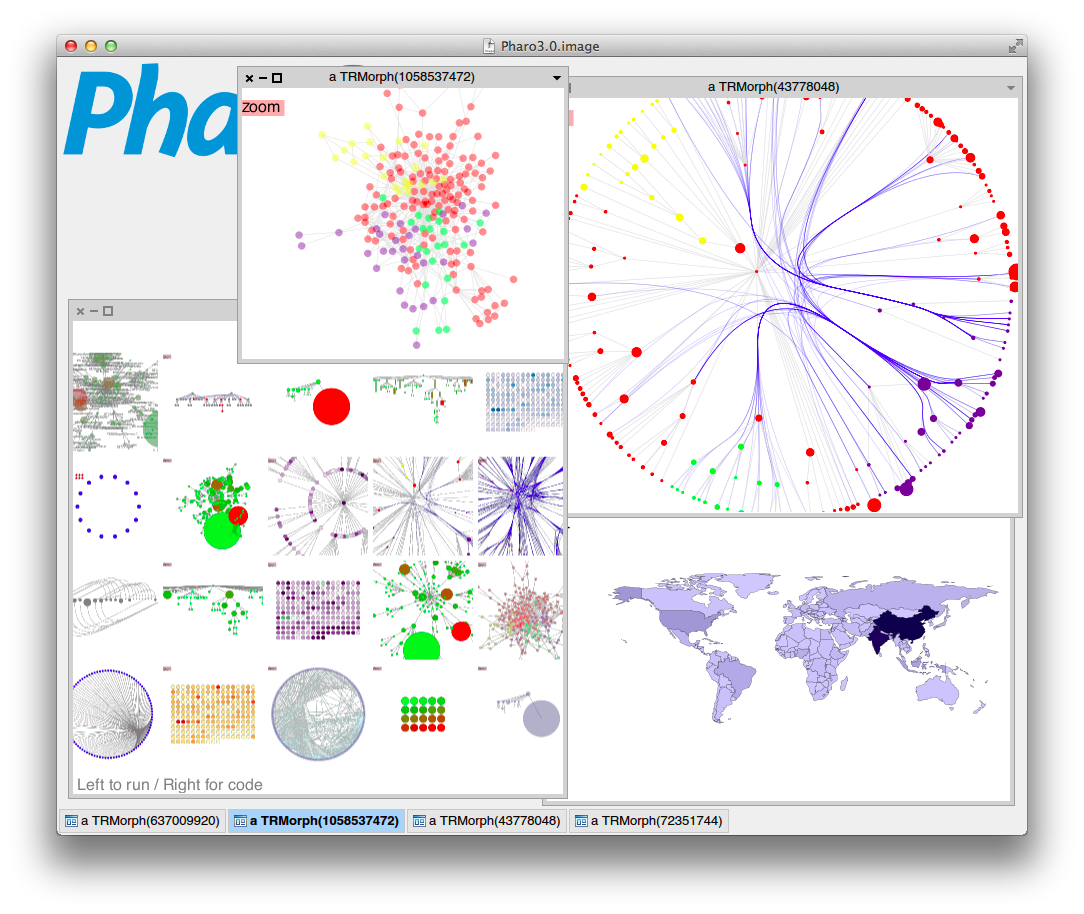 Pharo3.0.image
Pha
a TRMorph(1058537472)
a TRMorph(43778048)
zoom
Left to run / Right for code
a TRMorph(637009920)
a TRMorph(1058537472)
a TRMorph(43778048)
a TRMorph(72351744)